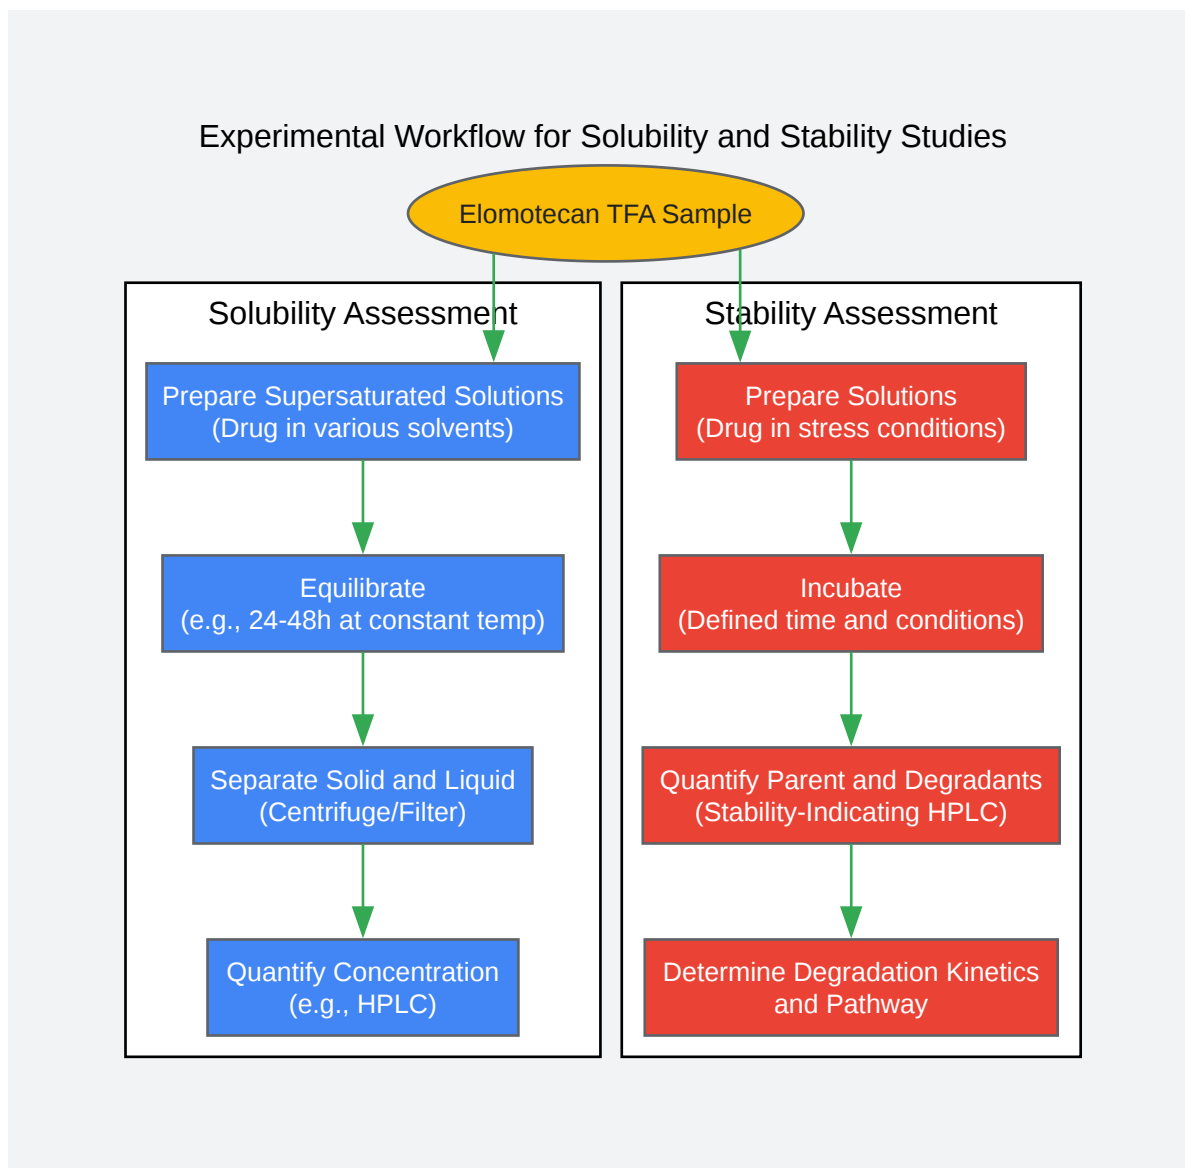 Experimental Workflow for Solubility and Stability Studies
Elomotecan TFA Sample
Solubility Assessment
Prepare Supersaturated Solutions
(Drug in various solvents)
Equilibrate
(e.g., 24-48h at constant temp)
Separate Solid and Liquid
(Centrifuge/Filter)
Quantify Concentration
(e.g., HPLC)
Stability Assessment
Prepare Solutions
(Drug in stress conditions)
Incubate
(Defined time and conditions)
Quantify Parent and Degradants
(Stability-Indicating HPLC)
Determine Degradation Kinetics
and Pathway